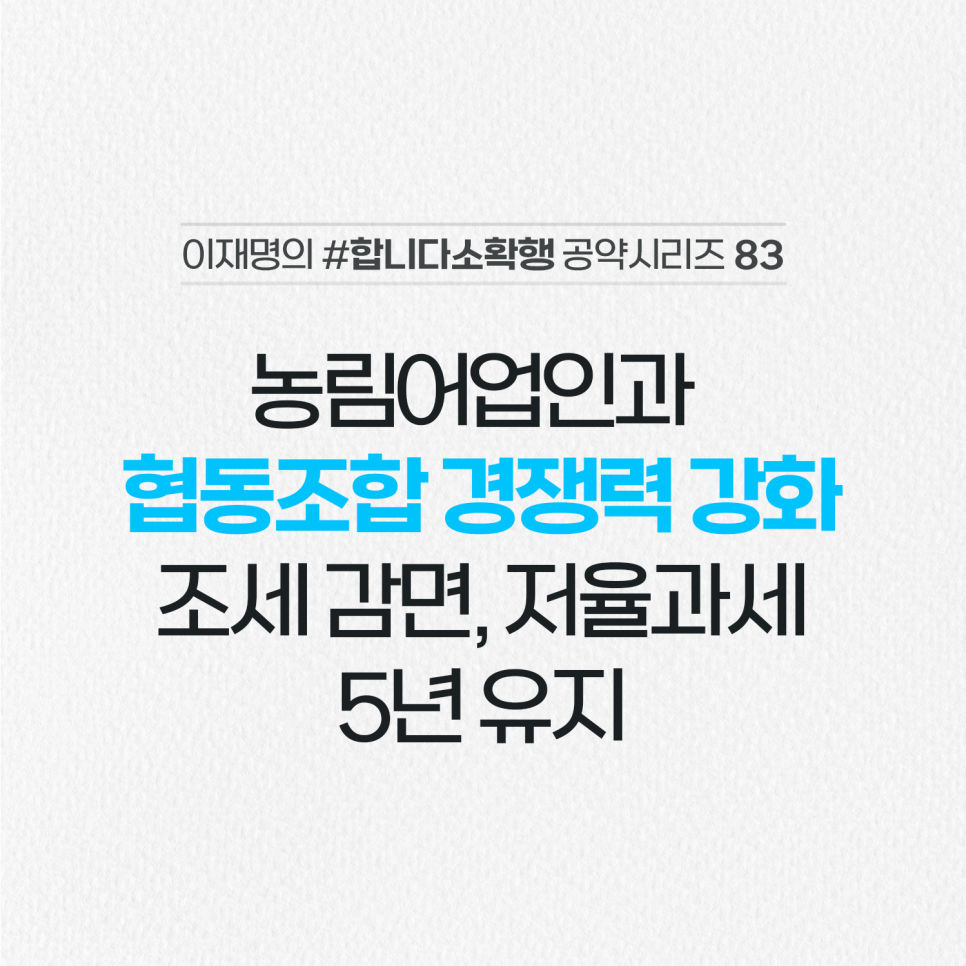 이재명의 #합니다소확행 공약시리즈 83
농림어업인과
협동조합 경쟁력 강화
조세 감면, 저율과세
5년 유지